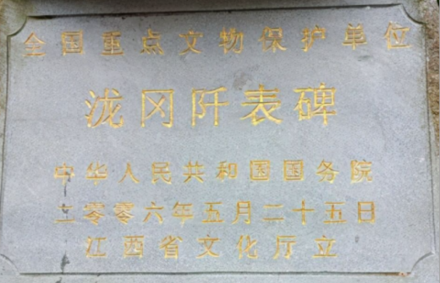 全国重点文物保护单位
泷冈阡表碑
中华人民共和国国务院
二零零六年五月二十五日
江西省文化厅立